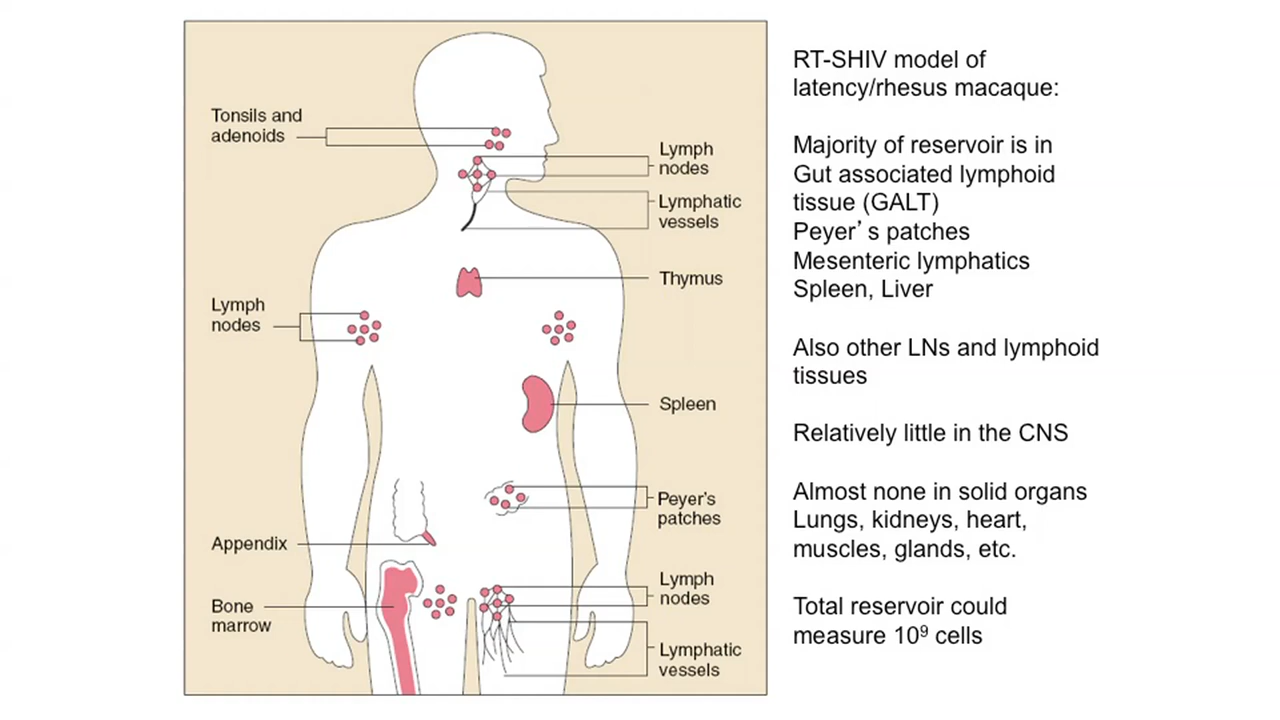 Tonsils and
adenoids
Lymph
nodes
Lymphatic
vessels
Thymus
Lymph
nodes
Spleen
Peyer's
patches
Appendix
Lymph
nodes
Bone
marrow
Lymphatic
vessels
RT-SHIV model of
latency/rhesus macaque:
Majority of reservoir is in
Gut associated lymphoid
tissue (GALT)
Peyer’s patches
Mesenteric lymphatics
Spleen, Liver
Also other LNs and lymphoid
tissues
Relatively little in the CNS
Almost none in solid organs
Lungs, kidneys, heart,
muscles, glands, etc.
Total reservoir could
measure 10⁹ cells